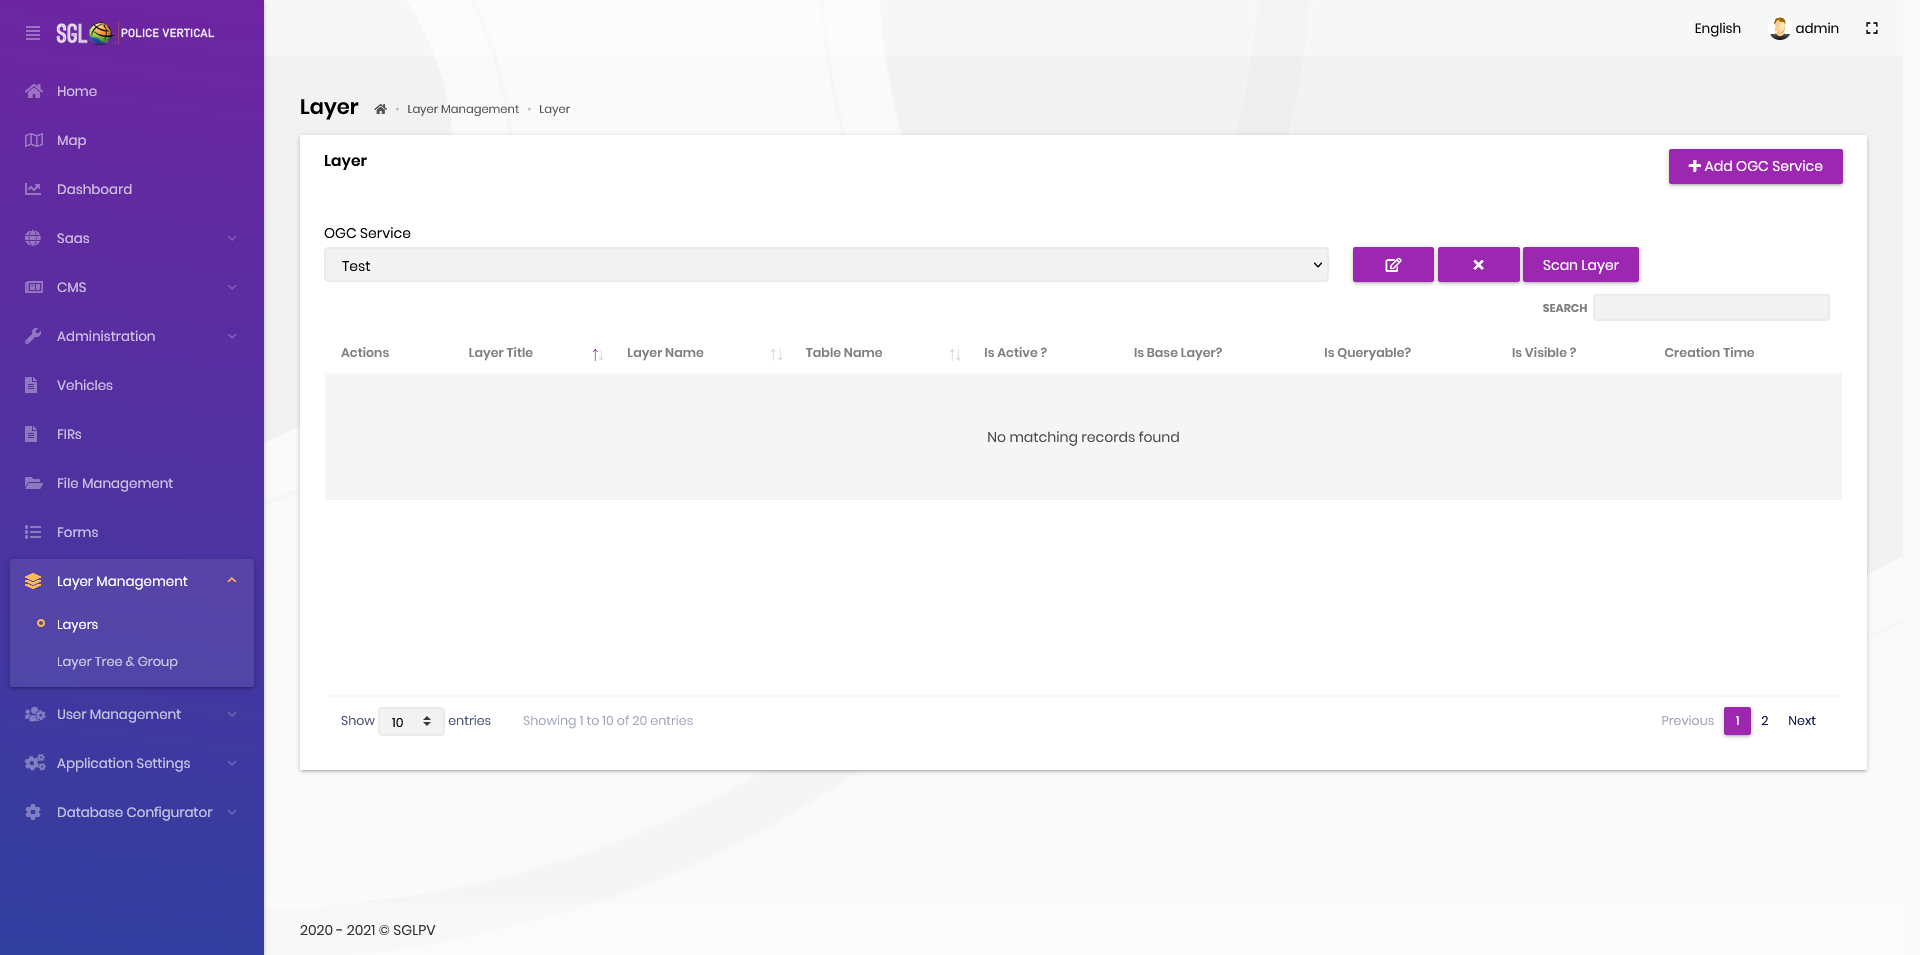 SGL POLICE VERTICAL
English
admin
Home
Map
Dashboard
Saas
CMS
Administration
Vehicles
FIRs
File Management
Forms
Layer Management
Layers
Layer Tree & Group
User Management
Application Settings
Database Configurator
Layer
Layer Management
Layer
Layer
Add OGC Service
OGC Service
Test
Scan Layer
SEARCH
Actions Layer Title Layer Name Table Name Is Active ? Is Base Layer? Is Queryable? Is Visible ? Creation Time
No matching records found
Show 10 entries Showing 1 to 10 of 20 entries
Previous 1 2 Next
2020 - 2021 © SGLPV